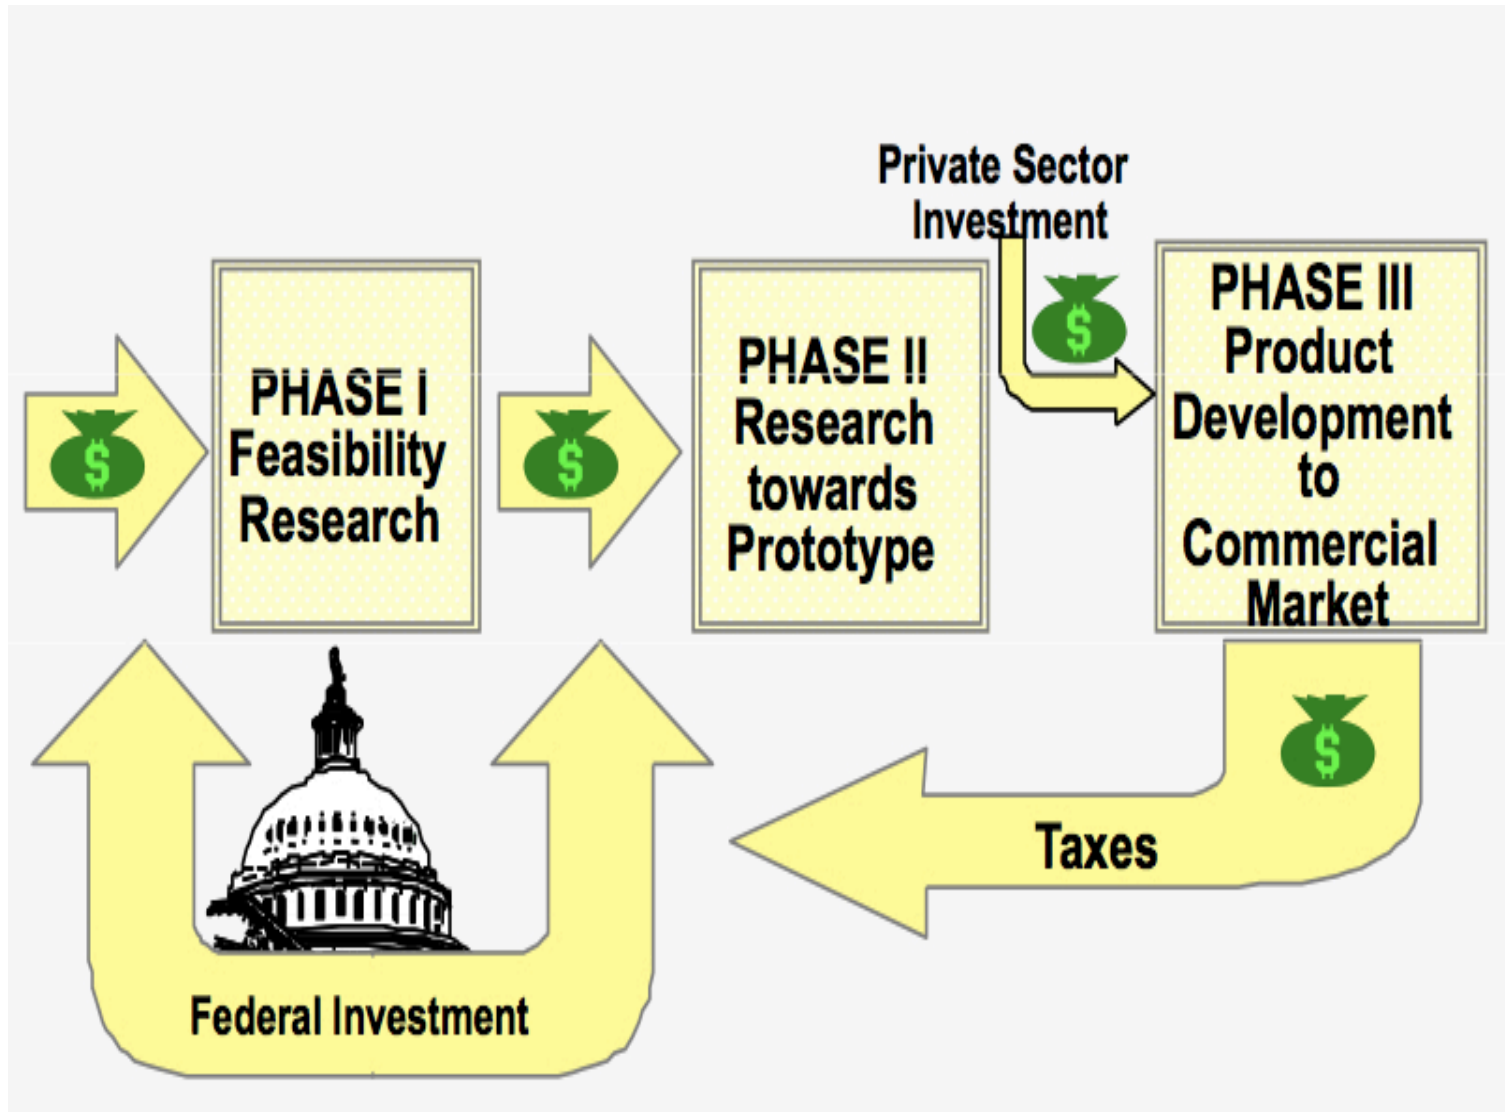 Private Sector
Investment
PHASE I
Feasibility
Research
PHASE II
Research
towards
Prototype
PHASE III
Product
Development
to
Commercial
Market
$
$
$
$
Taxes
Federal Investment